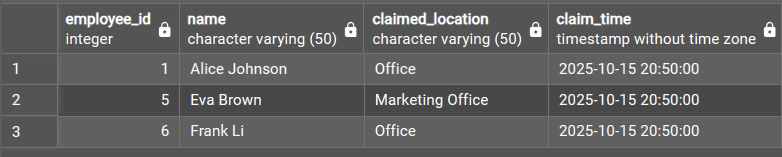 employee_id name claimed_location claim_time
integer character varying (50) character varying (50) timestamp without time zone
1 1 Alice Johnson Office 2025-10-15 20:50:00
2 5 Eva Brown Marketing Office 2025-10-15 20:50:00
3 6 Frank Li Office 2025-10-15 20:50:00